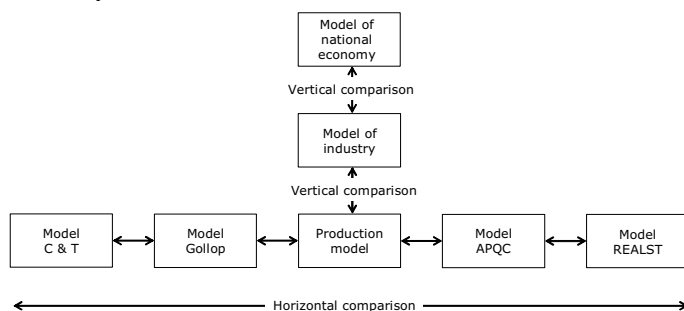 Model of
national
economy
Vertical comparison
Model of
industry
Vertical comparison
Model
C & T
Model
Gollop
Production
model
Model
APQC
Model
REALST
Horizontal comparison